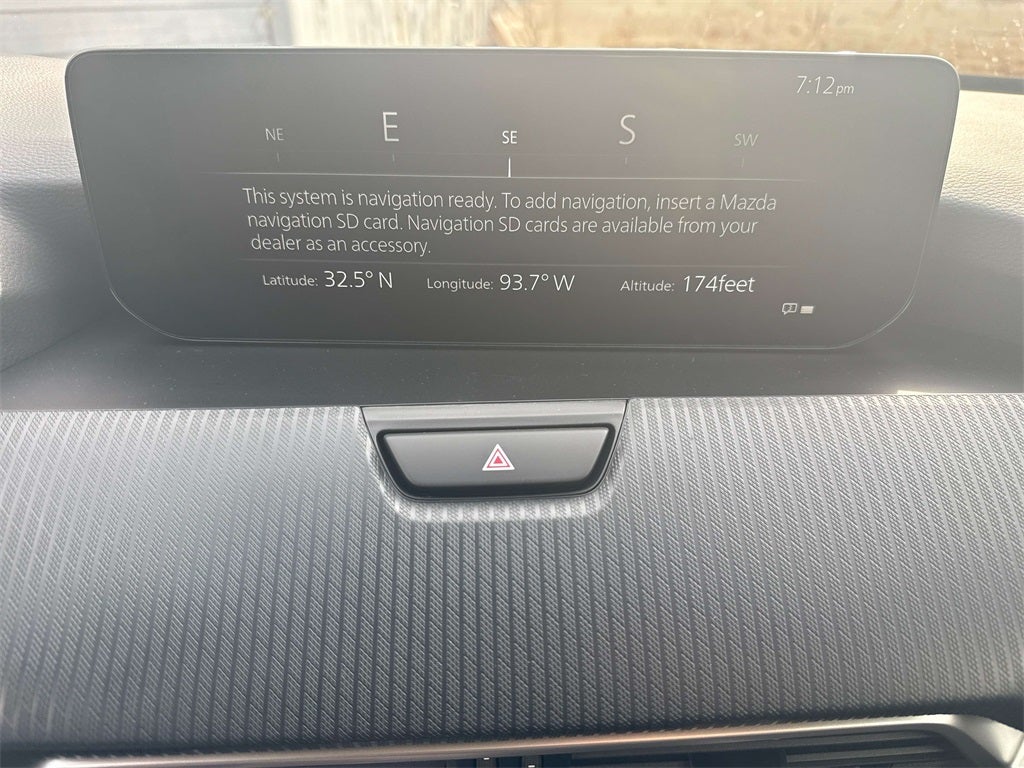 7:12pm
NE E SE S SW
This system is navigation ready. To add navigation, insert a Mazda
navigation SD card. Navigation SD cards are available from your
dealer as an accessory.
Latitude: 32.5° N Longitude: 93.7° W Altitude: 174feet